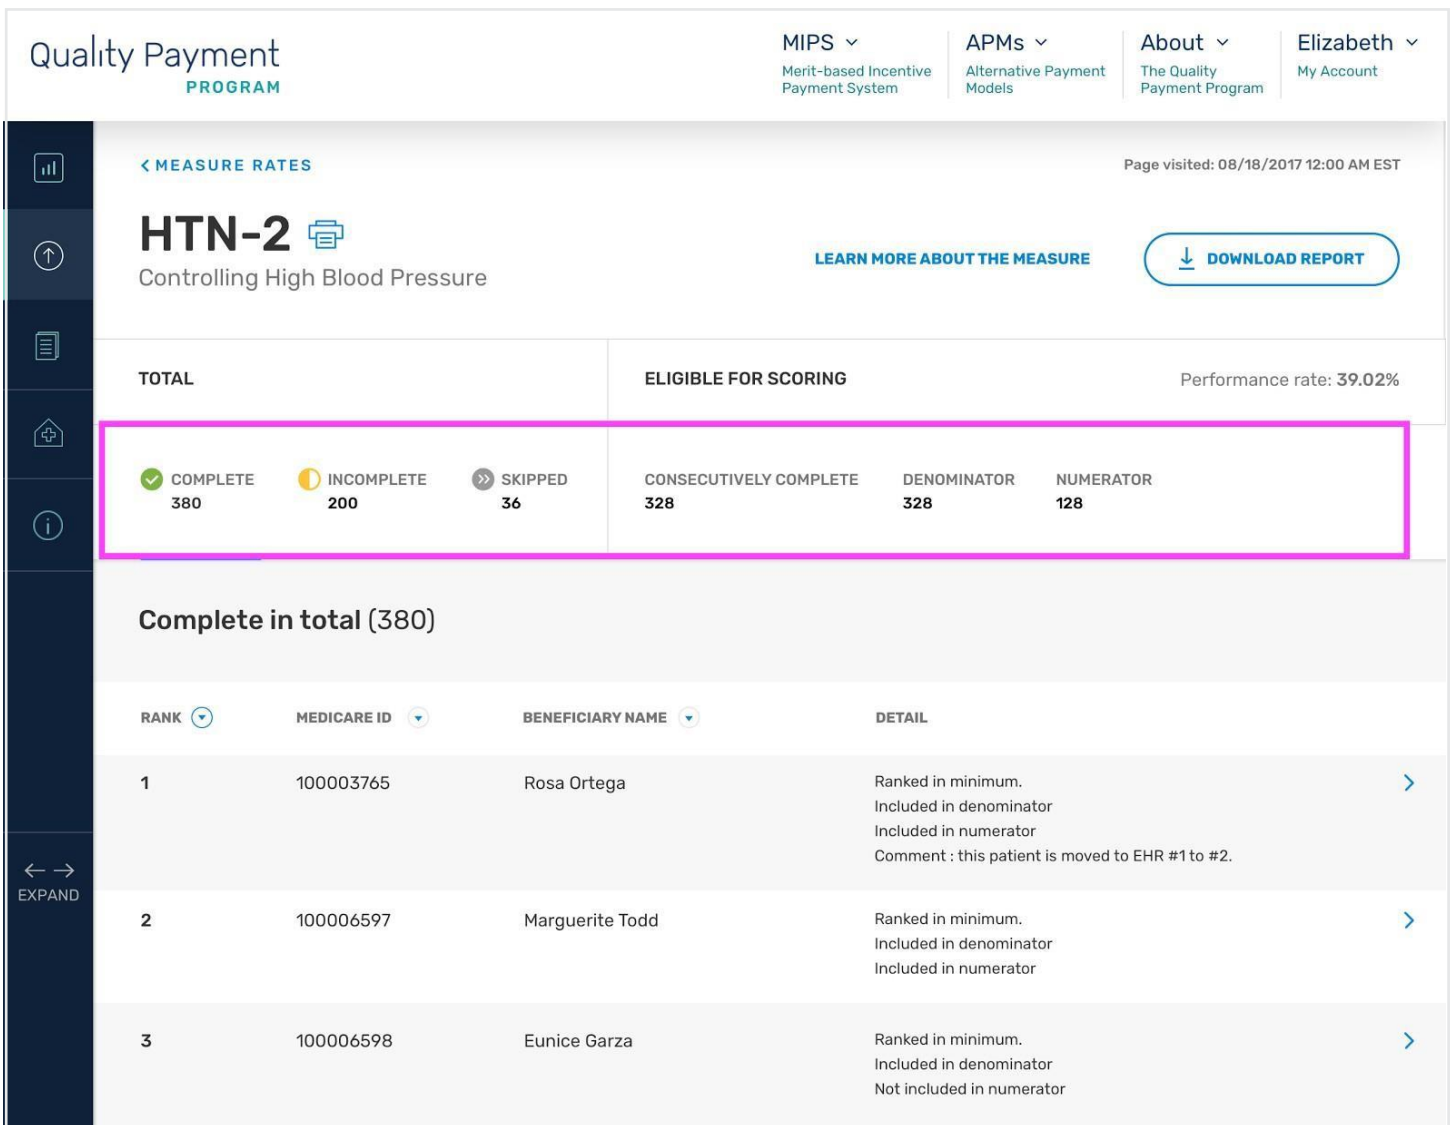 Quality Payment
PROGRAM
MIPS
Merit-based Incentive
Payment System
APMs
Alternative Payment
Models
About
The Quality
Payment Program
Elizabeth
My Account
MEASURE RATES
Page visited: 08/18/2017 12:00 AM EST
HTN-2
Controlling High Blood Pressure
LEARN MORE ABOUT THE MEASURE
DOWNLOAD REPORT
TOTAL
ELIGIBLE FOR SCORING
Performance rate: 39.02%
COMPLETE
380
INCOMPLETE
200
SKIPPED
36
CONSECUTIVELY COMPLETE
328
DENOMINATOR
328
NUMERATOR
128
Complete in total (380)
RANK MEDICARE ID BENEFICIARY NAME DETAIL
1 100003765 Rosa Ortega Ranked in minimum.
Included in denominator
Included in numerator
Comment : this patient is moved to EHR #1 to #2.
2 100006597 Marguerite Todd Ranked in minimum.
Included in denominator
Included in numerator
3 100006598 Eunice Garza Ranked in minimum.
Included in denominator
Not included in numerator
EXPAND